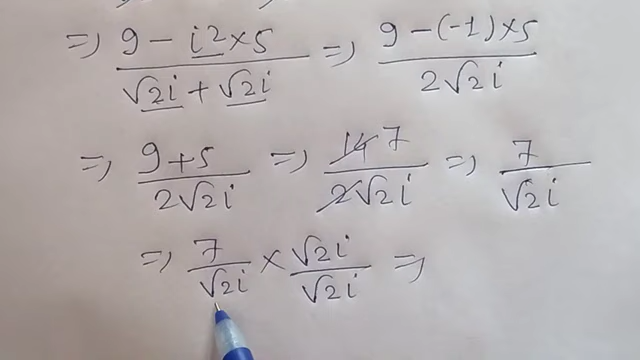 => (9 - i2×5)/(√2i + √2i) => (9 - (-1)×5)/(2√2i)
=> (9+5)/(2√2i) => (14 7)/(2√2i) => 7/(√2i)
=> 7/(√2i) × √2i/√2i =>